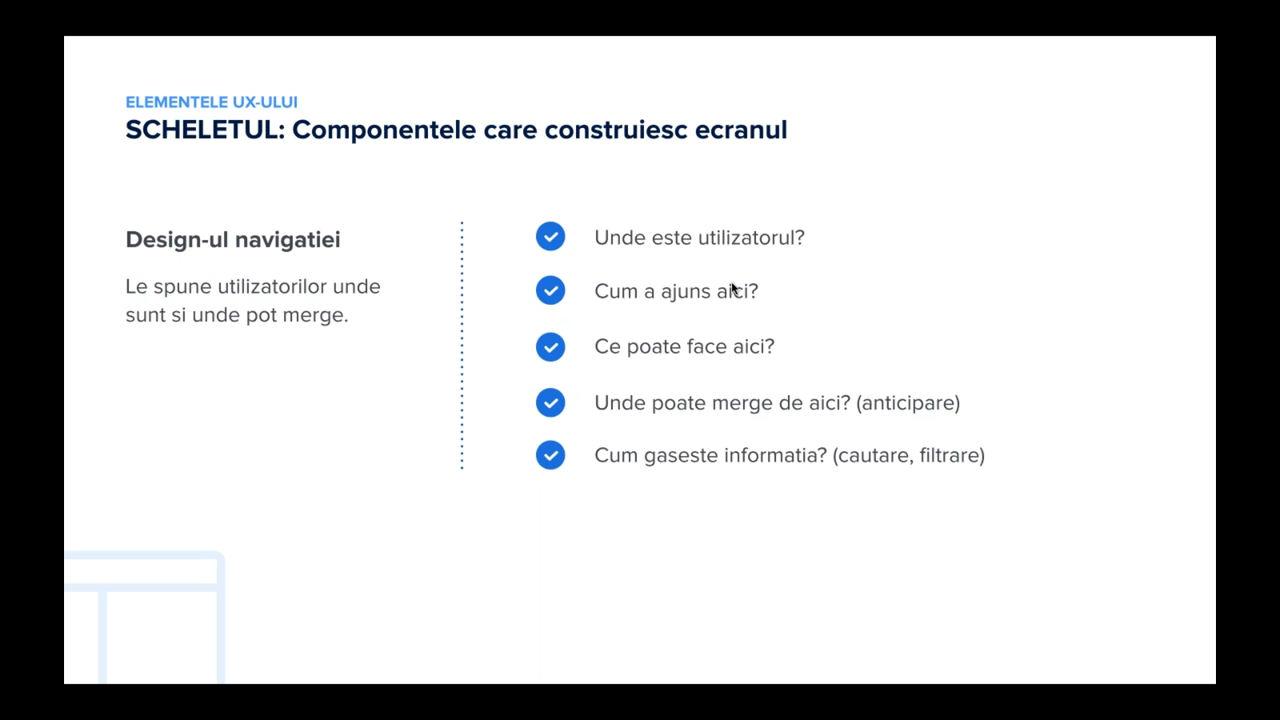 ELEMENTELE UX-ULUI
SCHELETUL: Componentele care construiesc ecranul
Design-ul navigatiei
Le spune utilizatorilor unde
sunt si unde pot merge.
Unde este utilizatorul?
Cum a ajuns aici?
Ce poate face aici?
Unde poate merge de aici? (anticipare)
Cum gaseste informatia? (cautare, filtrare)